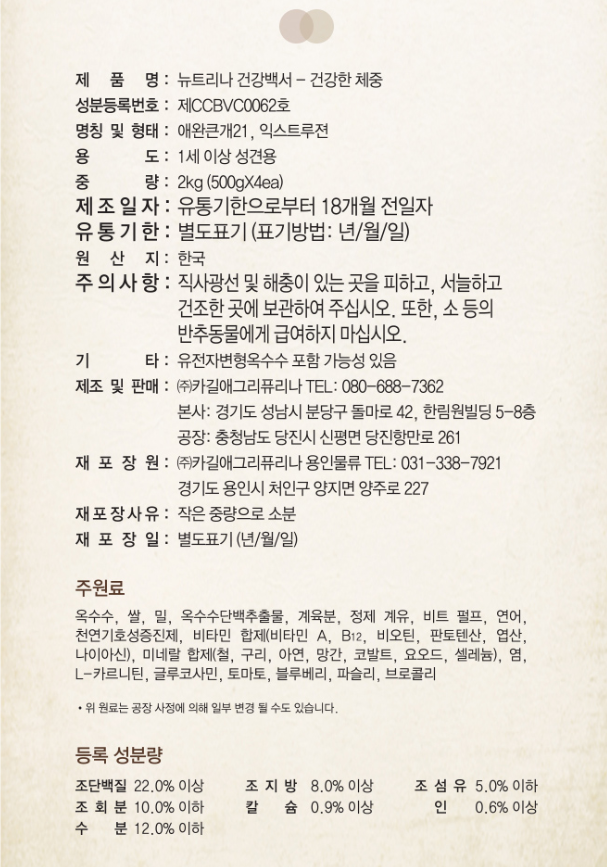 제 품 명 : 뉴트리나 건강백서 - 건강한 체중
성분등록번호 : 제CCBVC0062호
명칭 및 형태 : 애완큰개21, 익스트루젼
용 도 : 1세 이상 성견용
중 량 : 2kg (500gX4ea)
제조일자 : 유통기한으로부터 18개월 전일자
유통기한 : 별도표기 (표기방법: 년/월/일)
원 산 지 : 한국
주의사항 : 직사광선 및 해충이 있는 곳을 피하고, 서늘하고
건조한 곳에 보관하여 주십시오. 또한, 소 등의
반추동물에게 급여하지 마십시오.
기 타 : 유전자변형옥수수 포함 가능성 있음
제조 및 판매 : ㈜카길애그리퓨리나 TEL: 080-688-7362
본사: 경기도 성남시 분당구 돌마로 42, 한림원빌딩 5-8층
공장: 충청남도 당진시 신평면 당진항만로 261
재 포 장 원 : ㈜카길애그리퓨리나 용인물류 TEL: 031-338-7921
경기도 용인시 처인구 양지면 양주로 227
재포장사유 : 작은 중량으로 소분
재 포 장 일 : 별도표기 (년/월/일)
주원료
옥수수, 쌀, 밀, 옥수수단백추출물, 계육분, 정제 계유, 비트 펄프, 연어,
천연기호성증진제, 비타민 합제(비타민 A, B12, 비오틴, 판토텐산, 엽산,
나이아신), 미네랄 합제(철, 구리, 아연, 망간, 코발트, 요오드, 셀레늄), 염,
L-카르니틴, 글루코사민, 토마토, 블루베리, 파슬리, 브로콜리
• 위 원료는 공장 사정에 의해 일부 변경 될 수도 있습니다.
등록 성분량
조단백질 22.0% 이상 조 지 방 8.0% 이상 조 섬 유 5.0% 이하
조 회 분 10.0% 이하 칼 슘 0.9% 이상 인 0.6% 이상
수 분 12.0% 이하